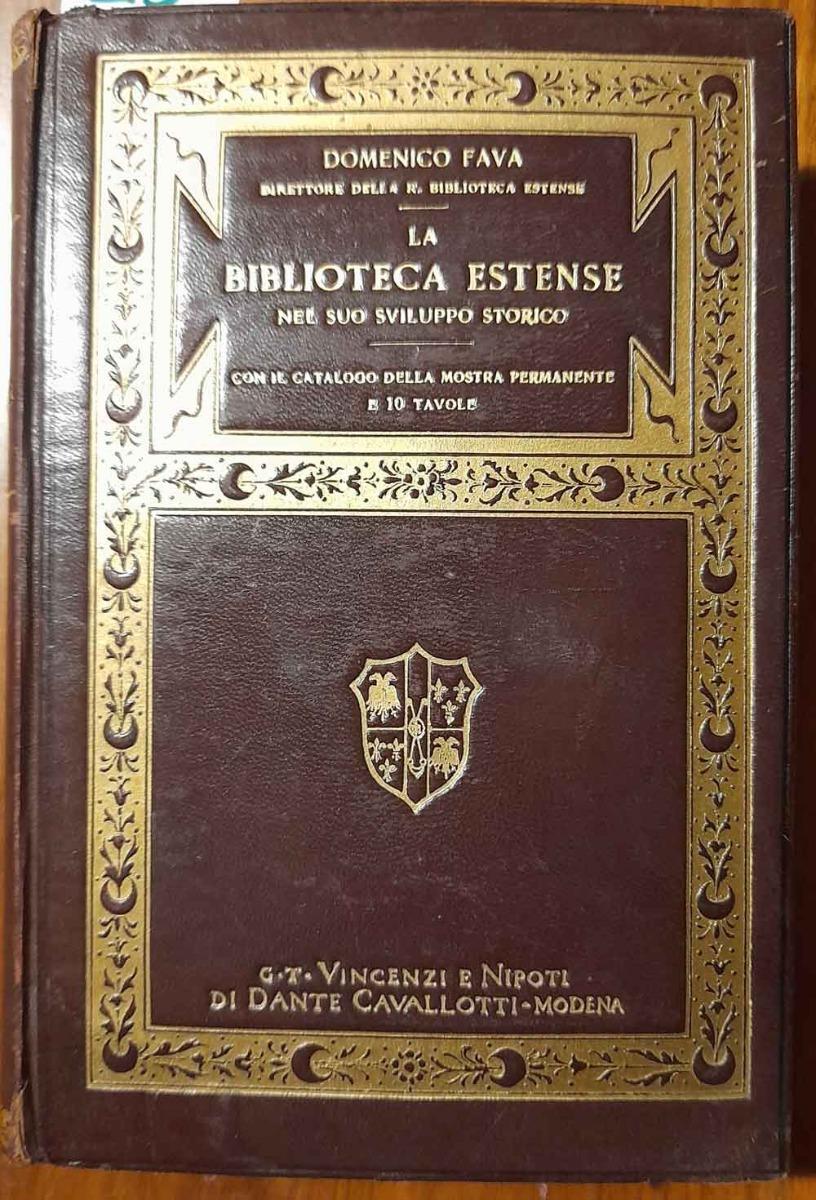 DOMENICO FAVA
DIRETTORE DELLA R. BIBLIOTECA ESTENSE
LA
BIBLIOTECA ESTENSE
NEL SUO SVILUPPO STORICO
CON IL CATALOGO DELLA MOSTRA PERMANENTE
E 10 TAVOLE
G·T· VINCENZI E NIPOTI
DI DANTE CAVALLOTTI-MODENA